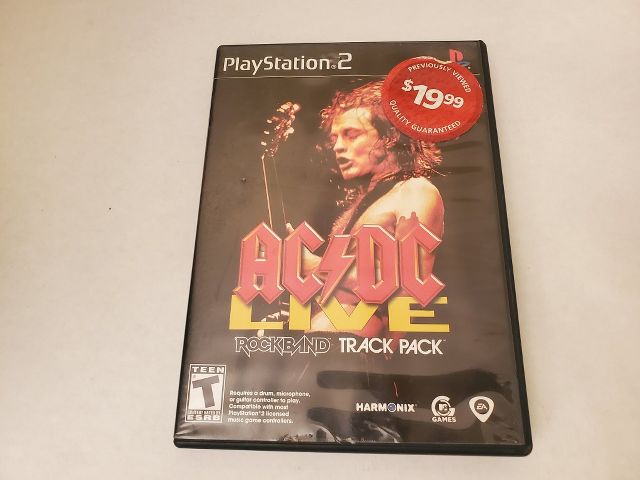 PlayStation®2
PREVIOUSLY VIEWED
$19.99
QUALITY GUARANTEED
AC/DC
LIVE
ROCKBAND TRACK PACK
TEEN
T
ESRB
Requires a drum, microphone,
or guitar controller to play.
Compatible with most
PlayStation®2 licensed
music game controllers.
HARMONIX
GAMES
EA